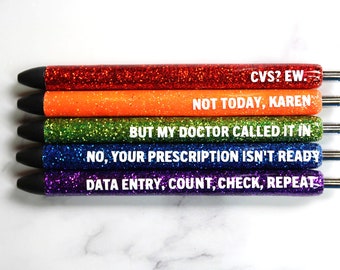 CVS? EW.
NOT TODAY, KAREN
BUT MY DOCTOR CALLED IT IN
NO, YOUR PRESCRIPTION ISN'T READY
DATA ENTRY, COUNT, CHECK, REPEAT